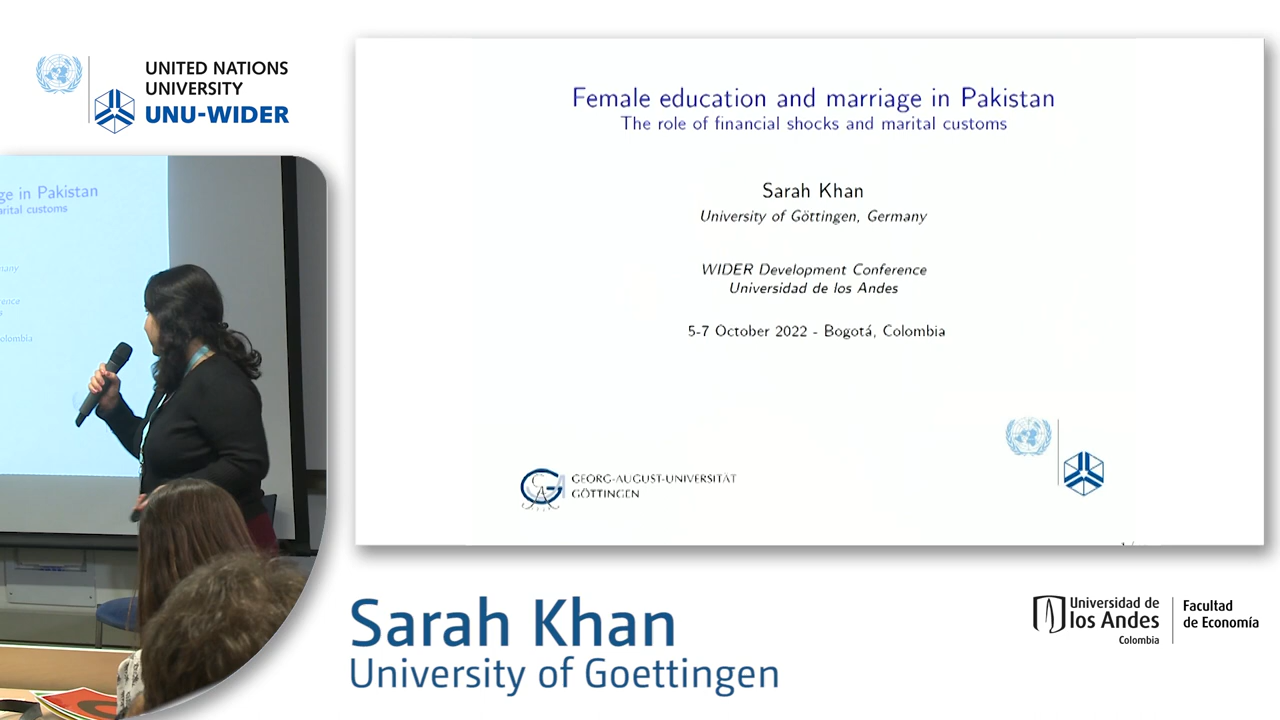 UNITED NATIONS
UNIVERSITY
UNU-WIDER
ge in Pakistan
arital customs
many
rence
s
olombia
Female education and marriage in Pakistan
The role of financial shocks and marital customs
Sarah Khan
University of Göttingen, Germany
WIDER Development Conference
Universidad de los Andes
5-7 October 2022 - Bogotá, Colombia
GEORG-AUGUST-UNIVERSITÄT
GÖTTINGEN
Sarah Khan
University of Goettingen
Universidad de
los Andes
Colombia
Facultad
de Economía